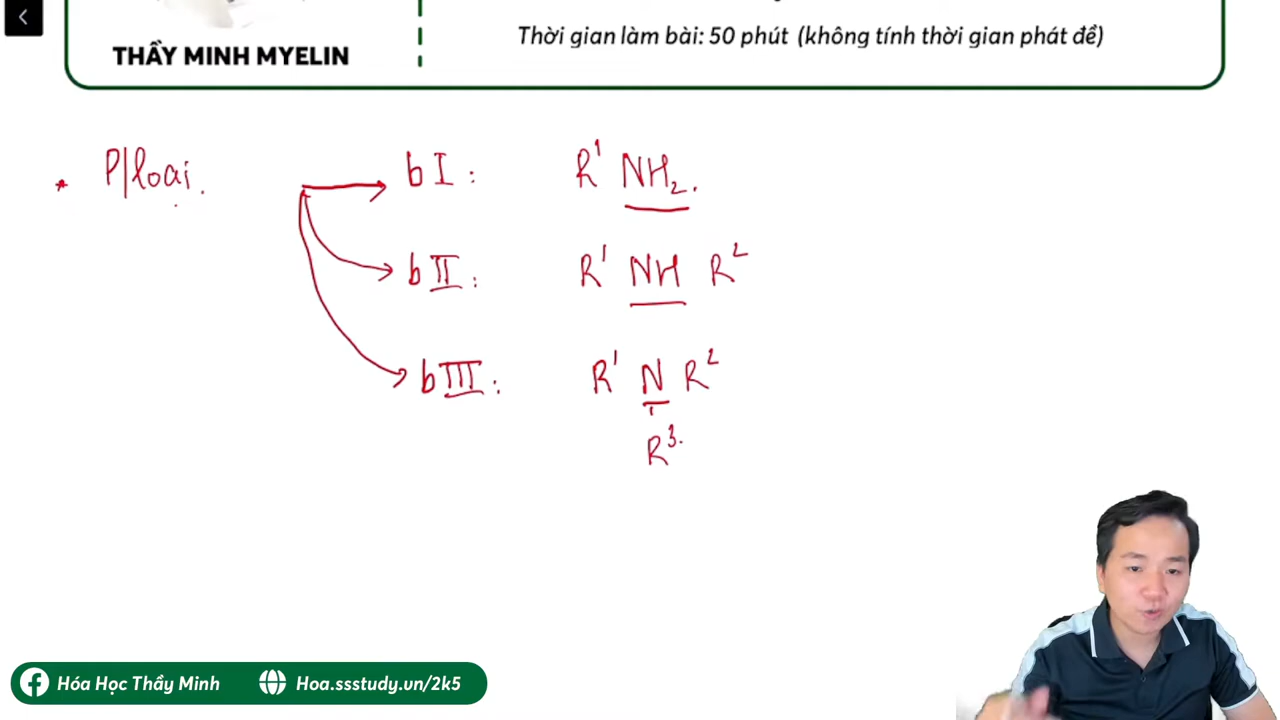 Thời gian làm bài: 50 phút (không tính thời gian phát đề)
THẦY MINH MYELIN
* P/loại.
bI: R¹ NH₂.
bII: R¹ NH R²
bIII: R¹ N R²
R³.
Hóa Học Thầy Minh
Hoa.ssstudy.vn/2k5